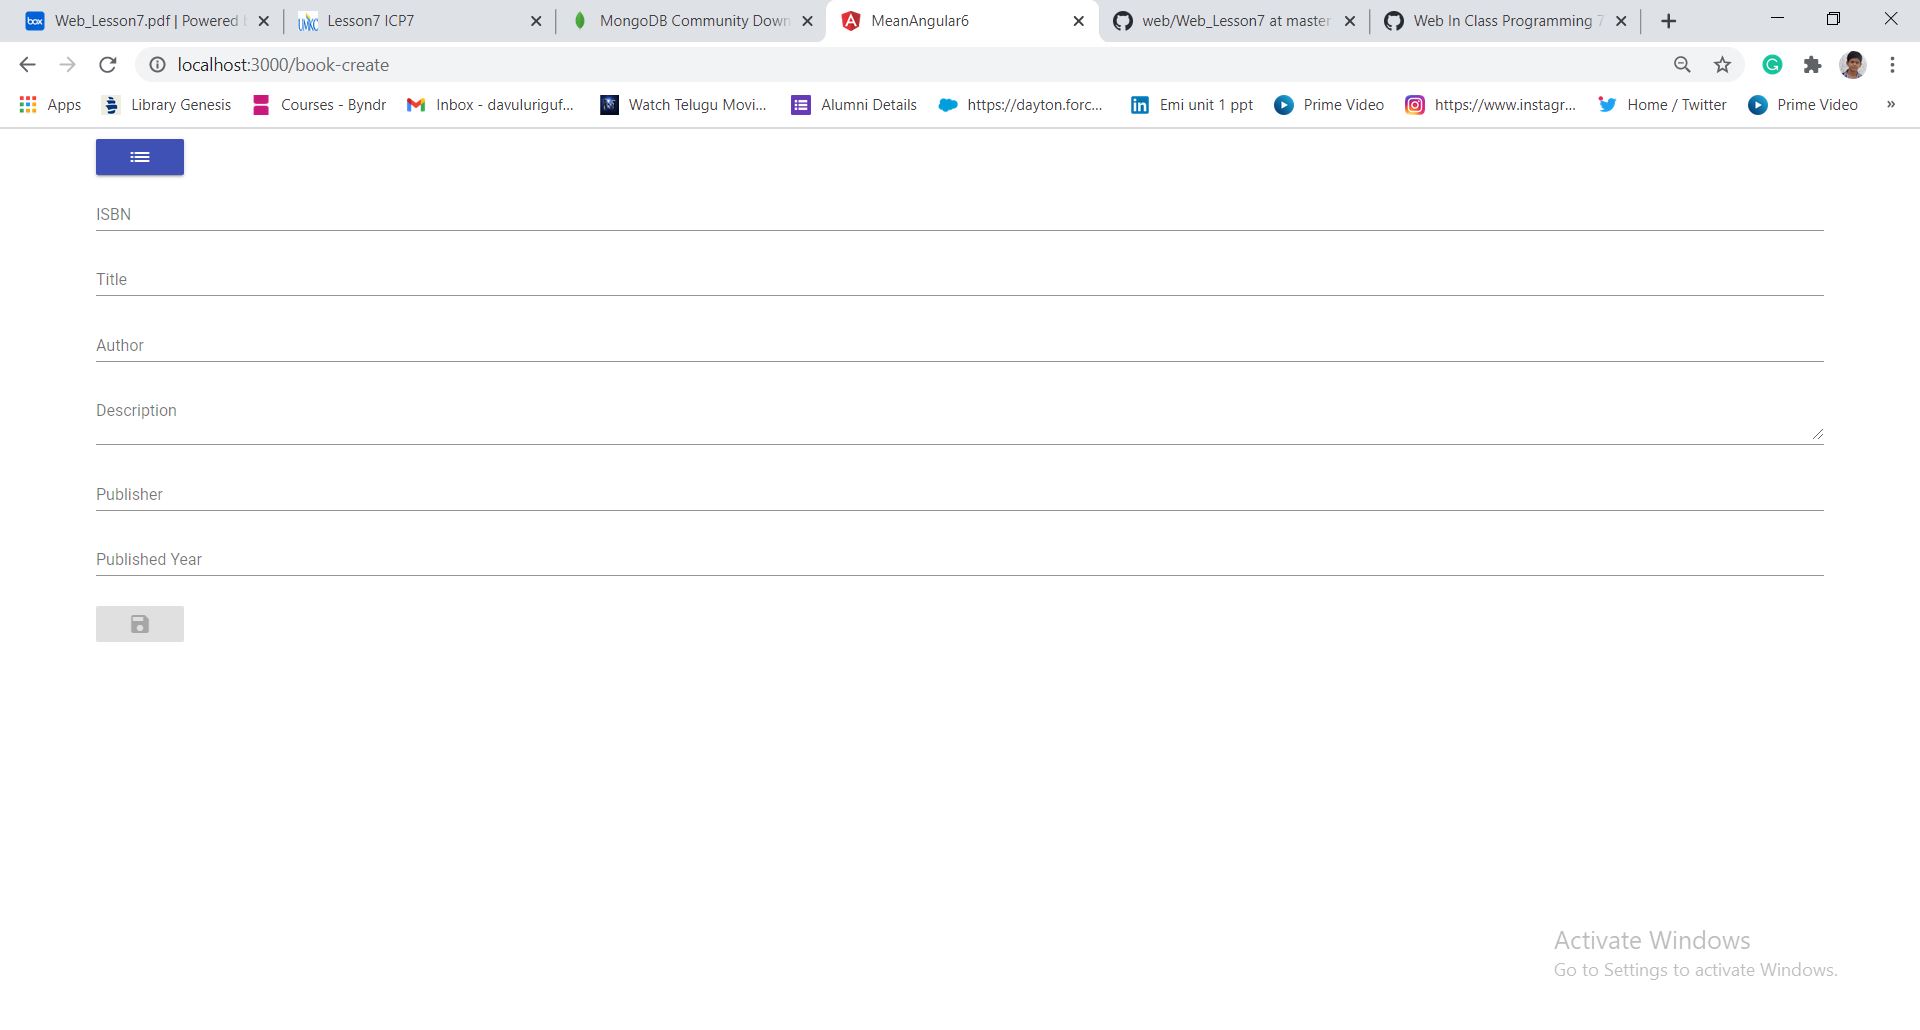 Web_Lesson7.pdf | Powered
Lesson7 ICP7
MongoDB Community Down
MeanAngular6
web/Web_Lesson7 at master
Web In Class Programming 7
localhost:3000/book-create
Apps
Library Genesis
Courses - Byndr
Inbox - davuluriguf...
Watch Telugu Movi...
Alumni Details
https://dayton.forc...
Emi unit 1 ppt
Prime Video
https://www.instagr...
Home / Twitter
Prime Video
»
ISBN
Title
Author
Description
Publisher
Published Year
Activate Windows
Go to Settings to activate Windows.